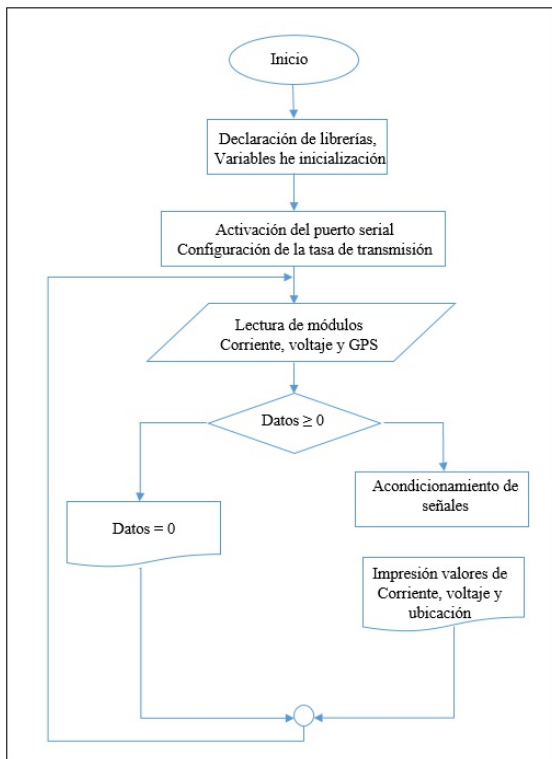 Inicio
Declaración de librerías,
Variables he inicialización
Activación del puerto serial
Configuración de la tasa de transmisión
Lectura de módulos
Corriente, voltaje y GPS
Datos ≥ 0
Datos = 0
Acondicionamiento de
señales
Impresión valores de
Corriente, voltaje y
ubicación